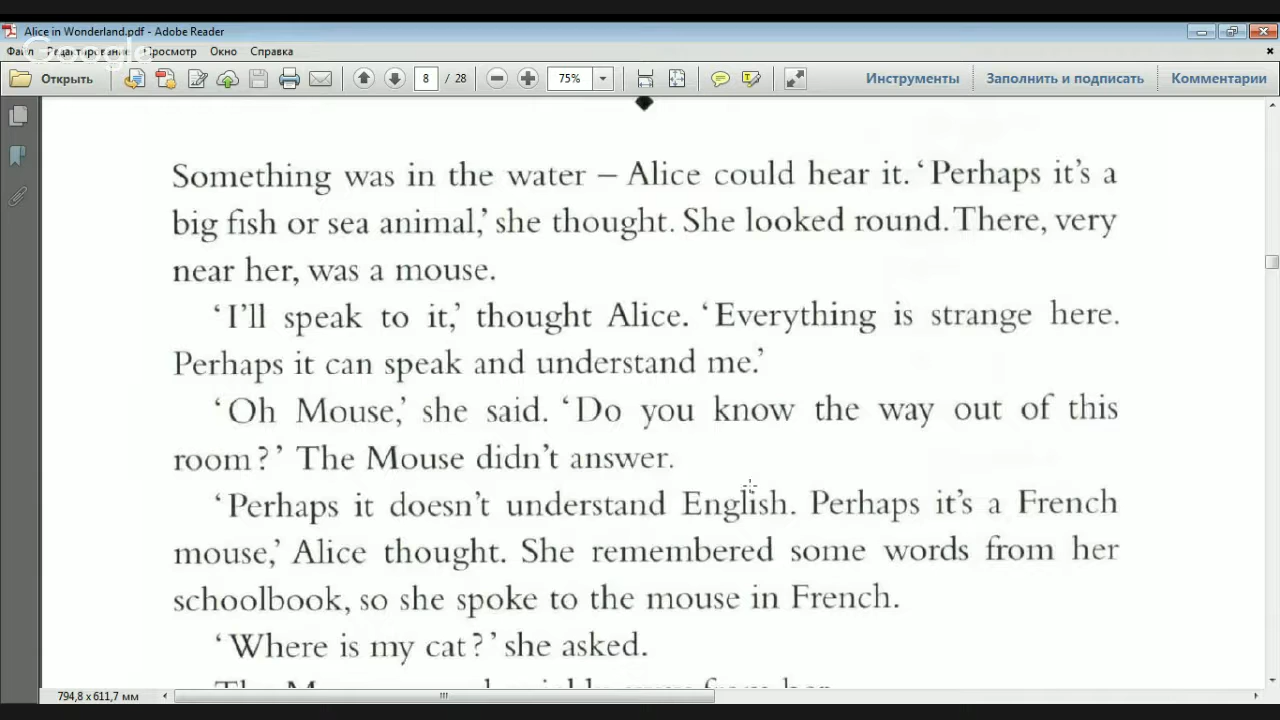 Alice in Wonderland.pdf - Adobe Reader
Файл Редактирование Просмотр Окно Справка
Google
Открыть 8 / 28 75% Инструменты Заполнить и подписать Комментарии
Something was in the water – Alice could hear it. ‘Perhaps it’s a
big fish or sea animal,’ she thought. She looked round. There, very
near her, was a mouse.
‘I’ll speak to it,’ thought Alice. ‘Everything is strange here.
Perhaps it can speak and understand me.’
‘Oh Mouse,’ she said. ‘Do you know the way out of this
room?’ The Mouse didn’t answer.
‘Perhaps it doesn’t understand English. Perhaps it’s a French
mouse,’ Alice thought. She remembered some words from her
schoolbook, so she spoke to the mouse in French.
‘Where is my cat?’ she asked.
794,8 x 611,7 мм